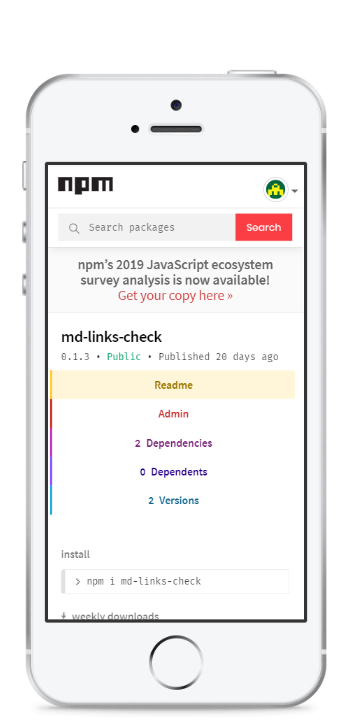 npm
Search packages
Search
npm's 2019 JavaScript ecosystem
survey analysis is now available!
Get your copy here »
md-links-check
0.1.3 • Public • Published 20 days ago
Readme
Admin
2 Dependencies
0 Dependents
2 Versions
install
> npm i md-links-check
weekly downloads